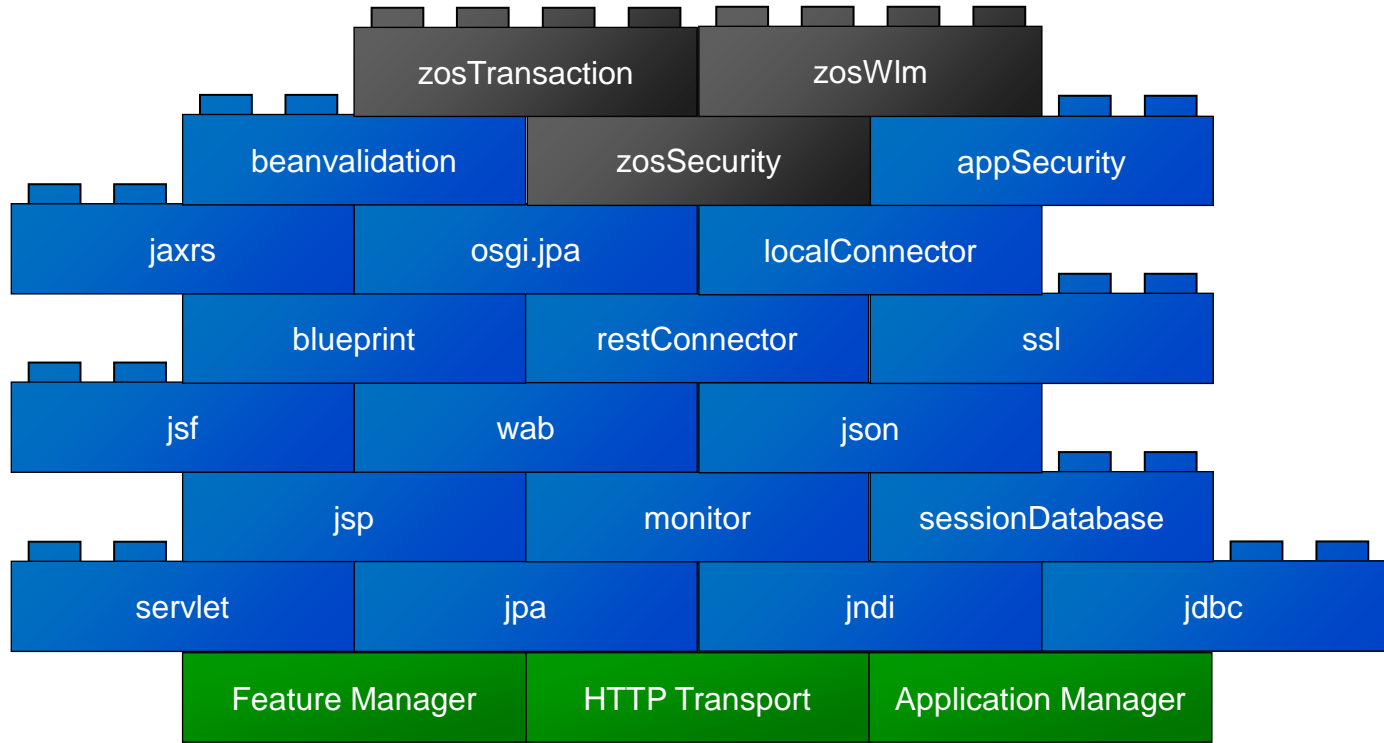 zosTransaction
zosWlm
beanvalidation
zosSecurity
appSecurity
jaxrs
osgi.jpa
localConnector
blueprint
restConnector
ssl
jsf
wab
json
jsp
monitor
sessionDatabase
servlet
jpa
jndi
jdbc
Feature Manager
HTTP Transport
Application Manager